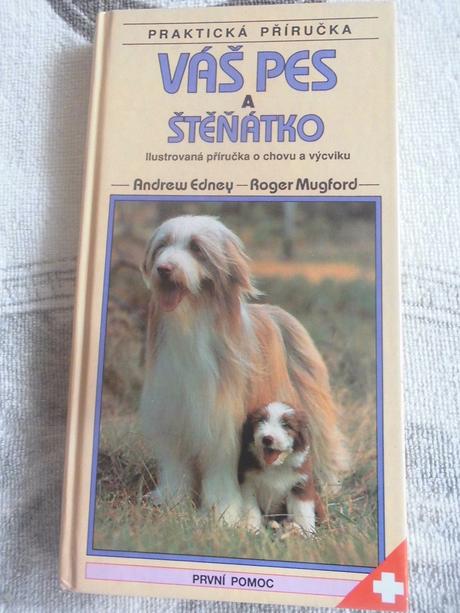 PRAKTICKÁ PŘÍRUČKA
VÁŠ PES
A
ŠTĚŇÁTKO
Ilustrovaná příručka o chovu a výcviku
Andrew Edney — Roger Mugford
PRVNÍ POMOC